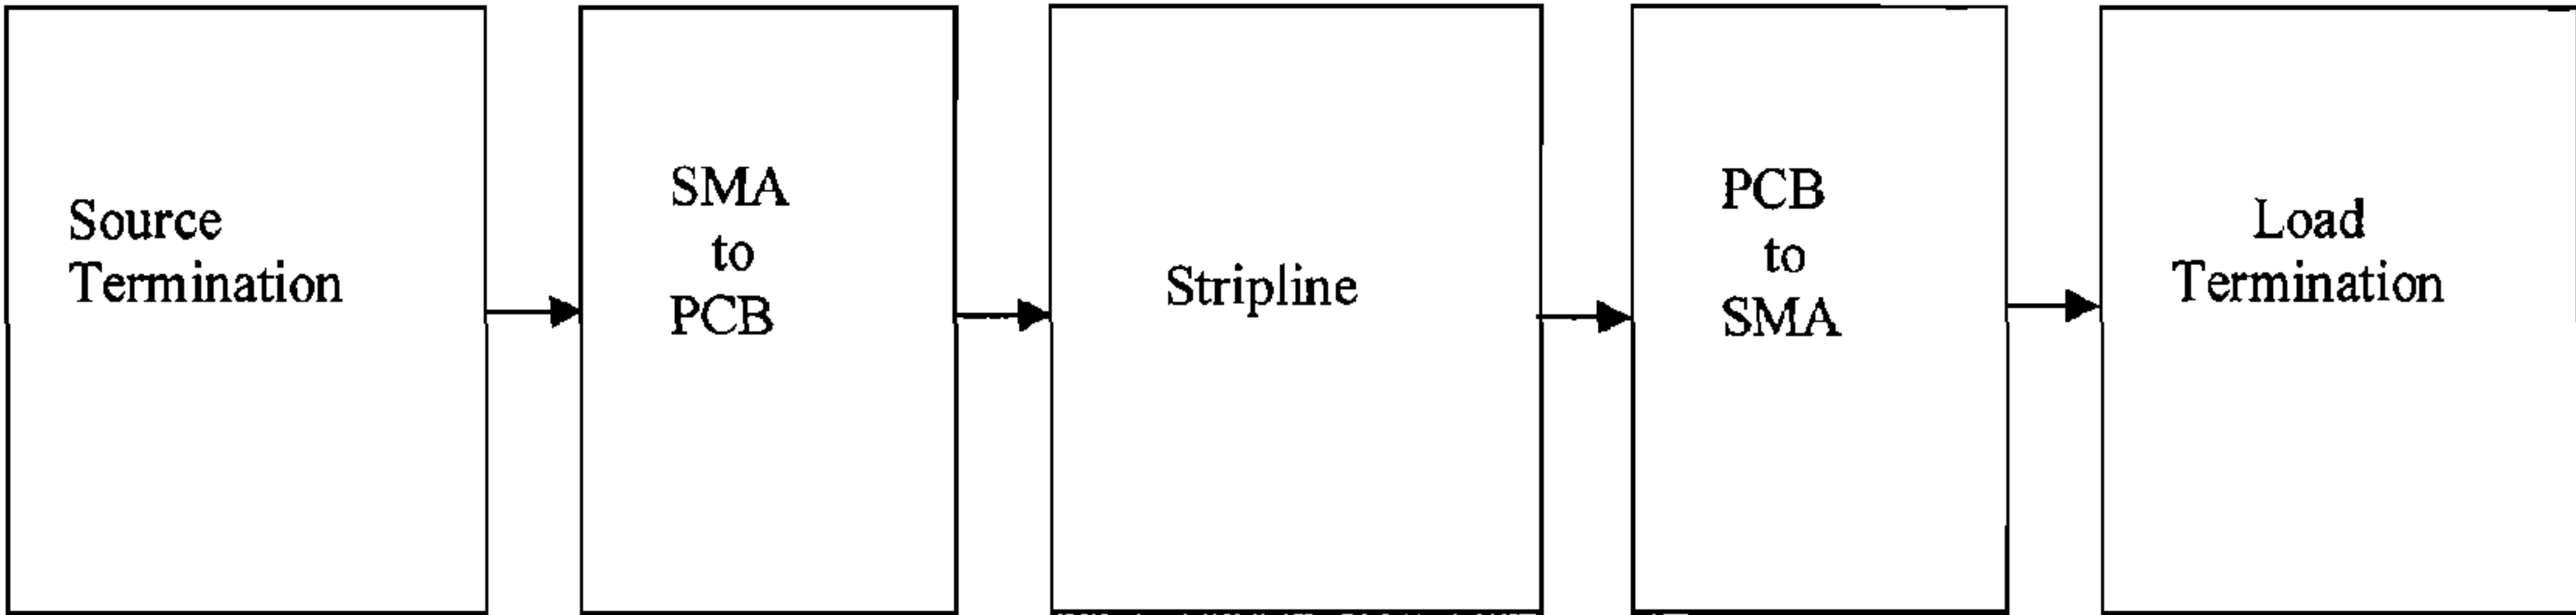 Source
Termination
SMA
to
PCB
Stripline
PCB
to
SMA
Load
Termination